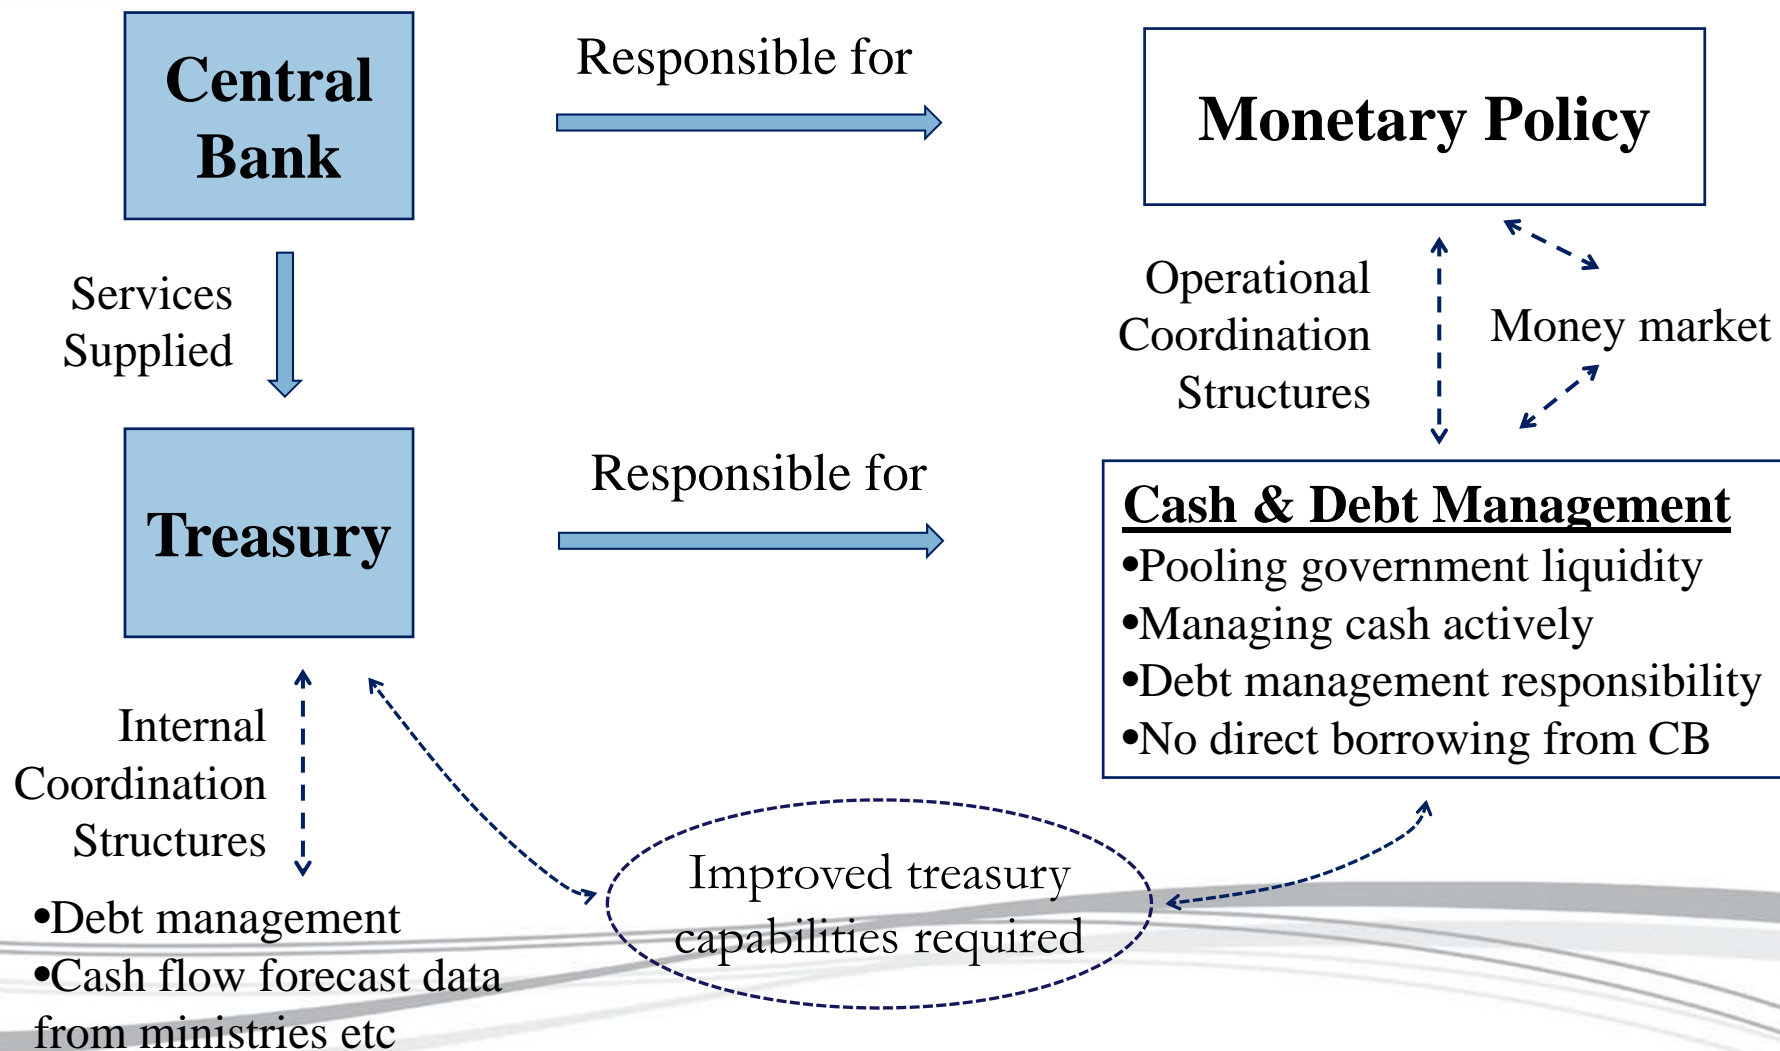 Central
Bank
Responsible for
Monetary Policy
Services
Supplied
Operational
Coordination
Structures
Money market
Treasury
Responsible for
Cash & Debt Management
•Pooling government liquidity
•Managing cash actively
•Debt management responsibility
•No direct borrowing from CB
Internal
Coordination
Structures
•Debt management
•Cash flow forecast data
from ministries etc
Improved treasury
capabilities required